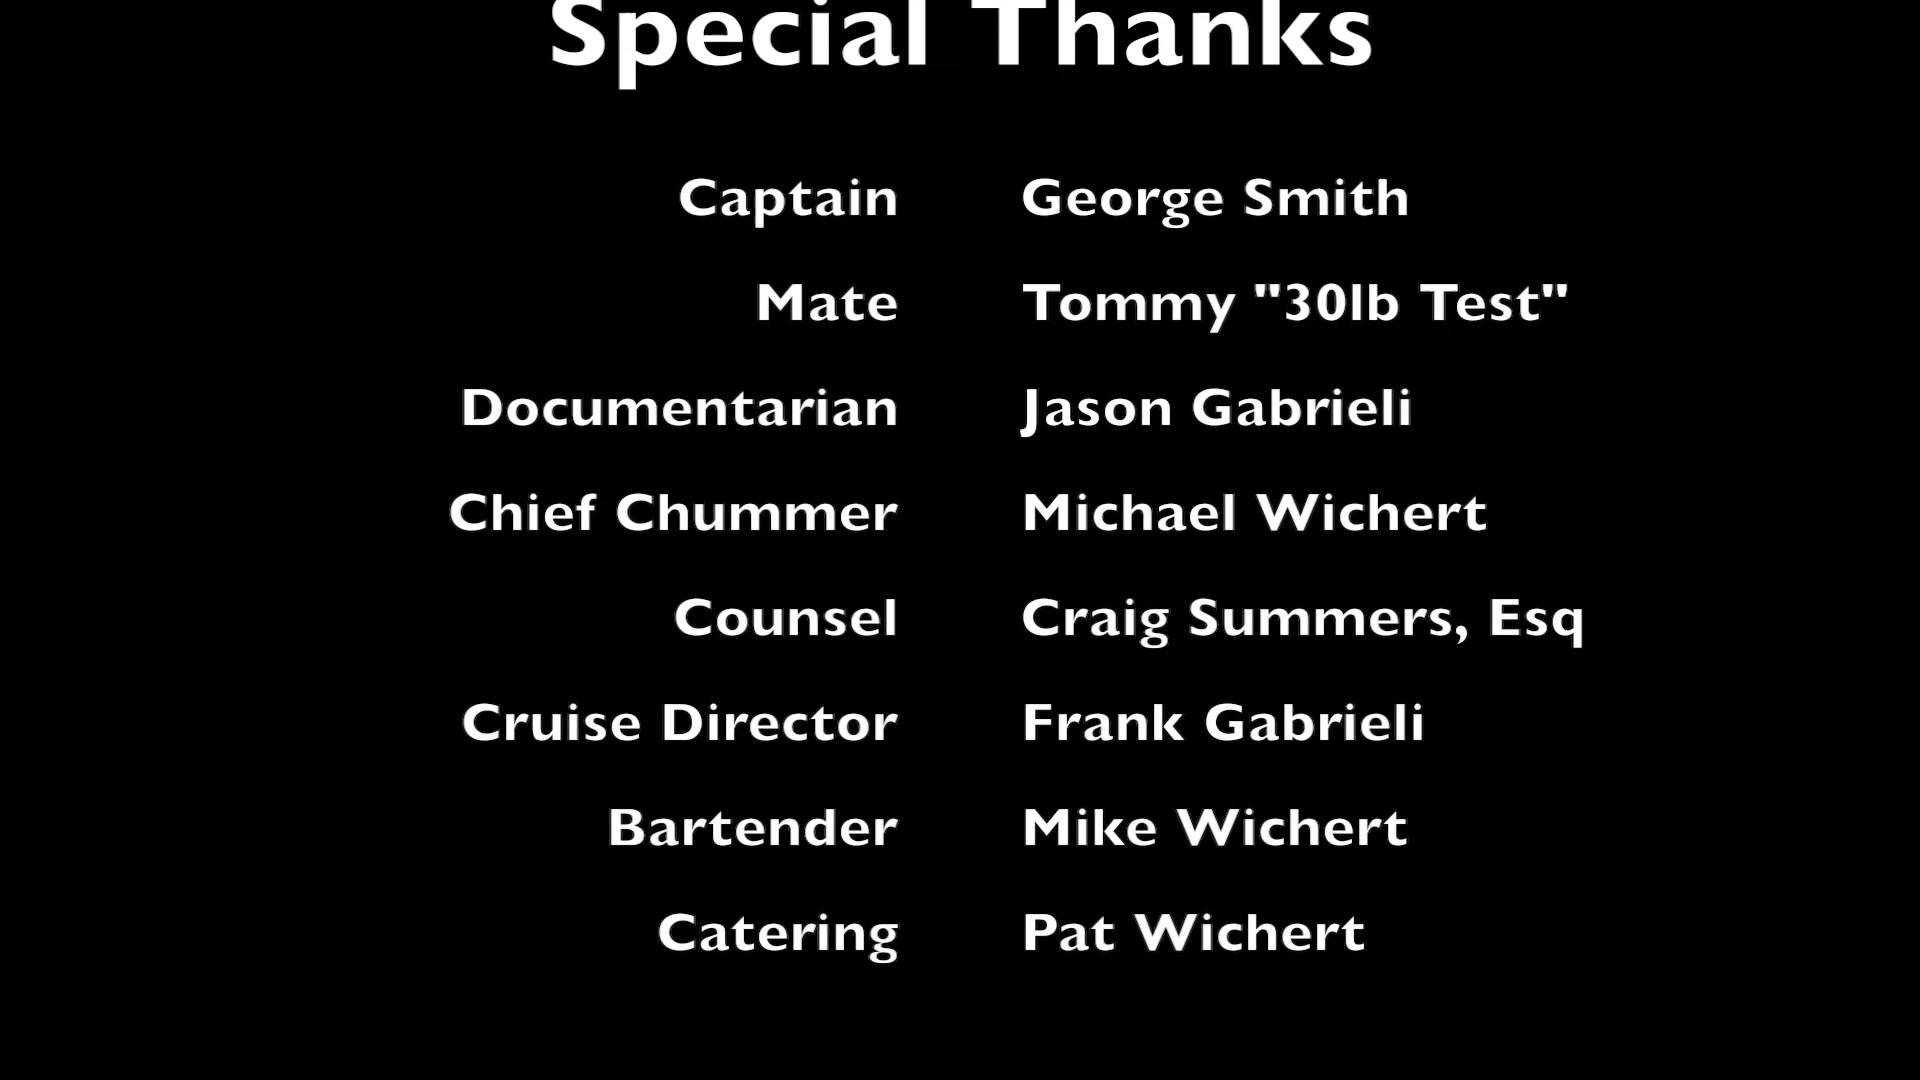 Special Thanks
Captain George Smith
Mate Tommy "30lb Test"
Documentarian Jason Gabrieli
Chief Chummer Michael Wichert
Counsel Craig Summers, Esq
Cruise Director Frank Gabrieli
Bartender Mike Wichert
Catering Pat Wichert